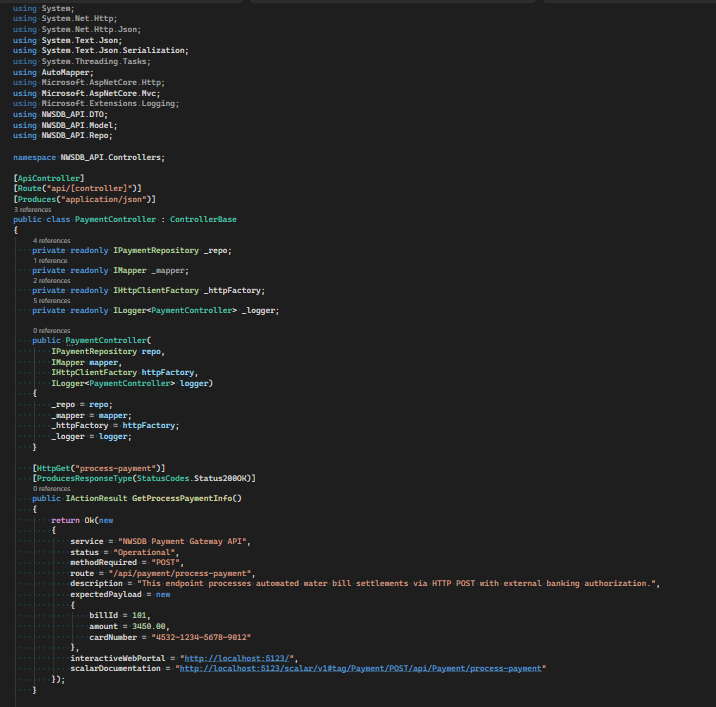 using System;
using System.Net.Http;
using System.Net.Http.Json;
using System.Text.Json;
using System.Text.Json.Serialization;
using System.Threading.Tasks;
using AutoMapper;
using Microsoft.AspNetCore.Http;
using Microsoft.AspNetCore.Mvc;
using Microsoft.Extensions.Logging;
using NWSDB_API.DTO;
using NWSDB_API.Model;
using NWSDB_API.Repo;
namespace NWSDB_API.Controllers;
[ApiController]
[Route("api/[controller]")]
[Produces("application/json")]
3 references
public class PaymentController : ControllerBase
{
4 references
private readonly IPaymentRepository _repo;
1 reference
private readonly IMapper _mapper;
2 references
private readonly IHttpClientFactory _httpFactory;
5 references
private readonly ILogger<PaymentController> _logger;
0 references
public PaymentController(
IPaymentRepository repo,
IMapper mapper,
IHttpClientFactory httpFactory,
ILogger<PaymentController> logger)
{
_repo = repo;
_mapper = mapper;
_httpFactory = httpFactory;
_logger = logger;
}
[HttpGet("process-payment")]
[ProducesResponseType(StatusCodes.Status200OK)]
0 references
public IActionResult GetProcessPaymentInfo()
{
return Ok(new
{
service = "NWSDB Payment Gateway API",
status = "Operational",
methodRequired = "POST",
route = "/api/payment/process-payment",
description = "This endpoint processes automated water bill settlements via HTTP POST with external banking authorization.",
expectedPayload = new
{
billId = 101,
amount = 3450.00,
cardNumber = "4532-1234-5678-9012"
},
interactiveWebPortal = "http://localhost:5123/",
scalarDocumentation = "http://localhost:5123/scalar/v1#tag/Payment/POST/api/Payment/process-payment"
});
}